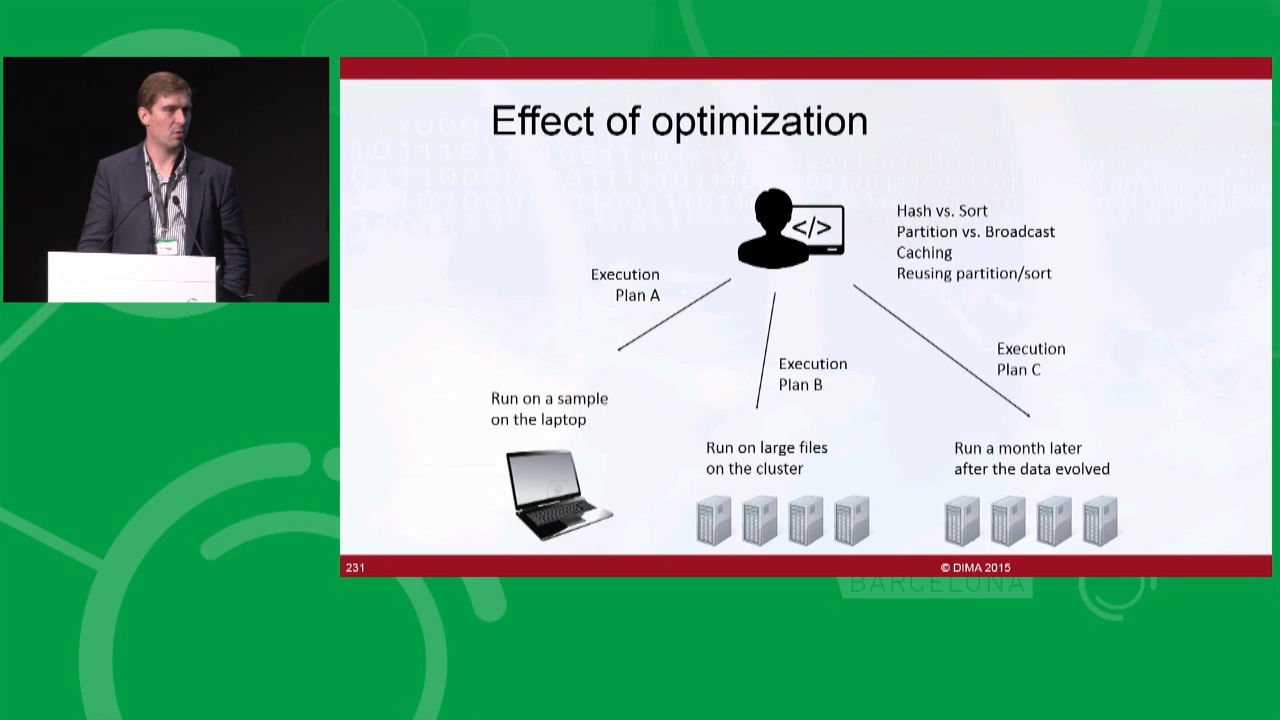 Effect of optimization
</>
Hash vs. Sort
Partition vs. Broadcast
Caching
Reusing partition/sort
Execution
Plan A
Execution
Plan B
Execution
Plan C
Run on a sample
on the laptop
Run on large files
on the cluster
Run a month later
after the data evolved
231
© DIMA 2015
BARCELONA